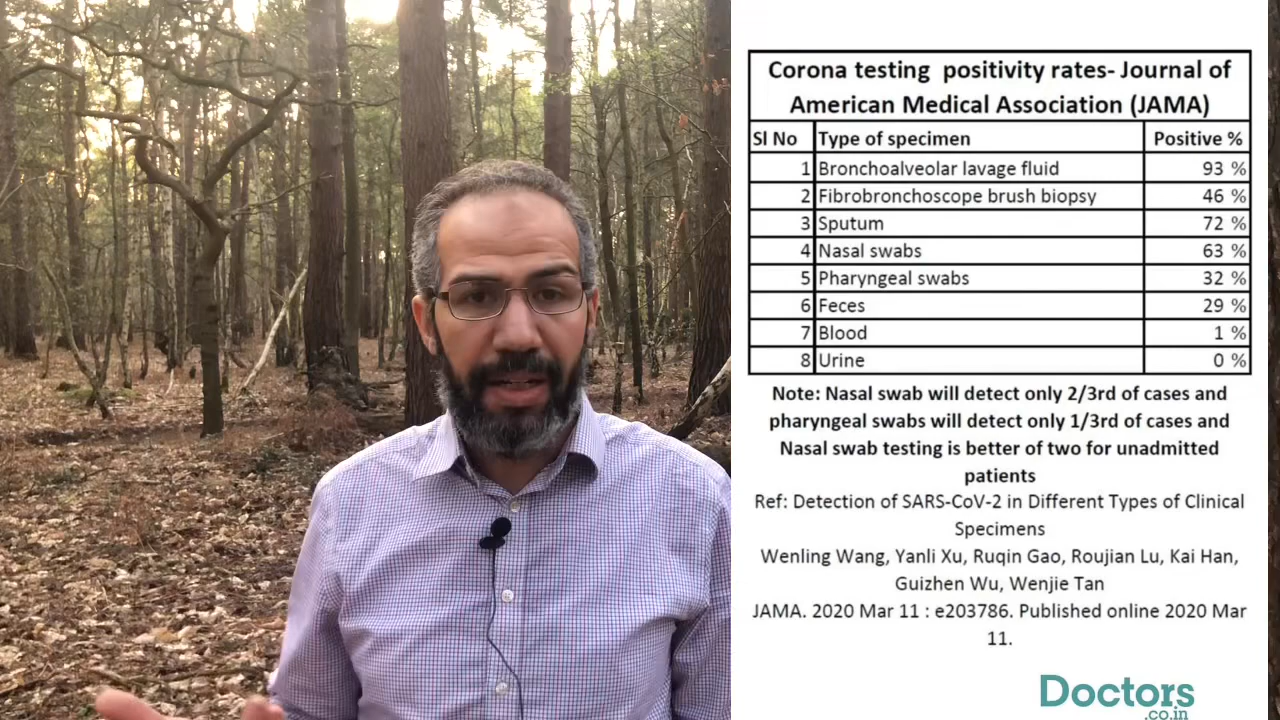 Corona testing positivity rates- Journal of
American Medical Association (JAMA)
Sl No Type of specimen Positive %
1 Bronchoalveolar lavage fluid 93 %
2 Fibrobronchoscope brush biopsy 46 %
3 Sputum 72 %
4 Nasal swabs 63 %
5 Pharyngeal swabs 32 %
6 Feces 29 %
7 Blood 1 %
8 Urine 0 %
Note: Nasal swab will detect only 2/3rd of cases and
pharyngeal swabs will detect only 1/3rd of cases and
Nasal swab testing is better of two for unadmitted
patients
Ref: Detection of SARS-CoV-2 in Different Types of Clinical
Specimens
Wenling Wang, Yanli Xu, Ruqin Gao, Roujian Lu, Kai Han,
Guizhen Wu, Wenjie Tan
JAMA. 2020 Mar 11 : e203786. Published online 2020 Mar
11.
Doctors
.co.in